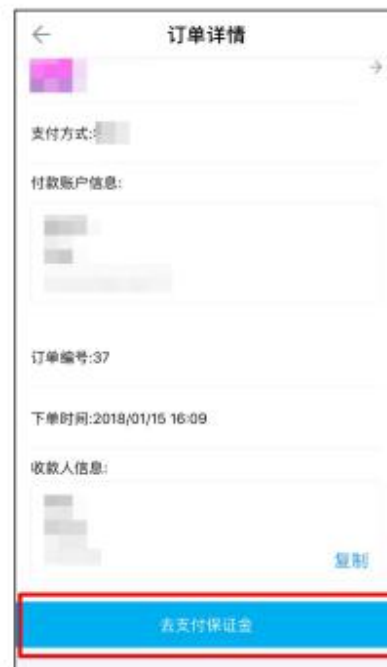 订单详情
支付方式:
付款账户信息:
订单编号:37
下单时间:2018/01/15 16:09
收款人信息:
复制
去支付保证金